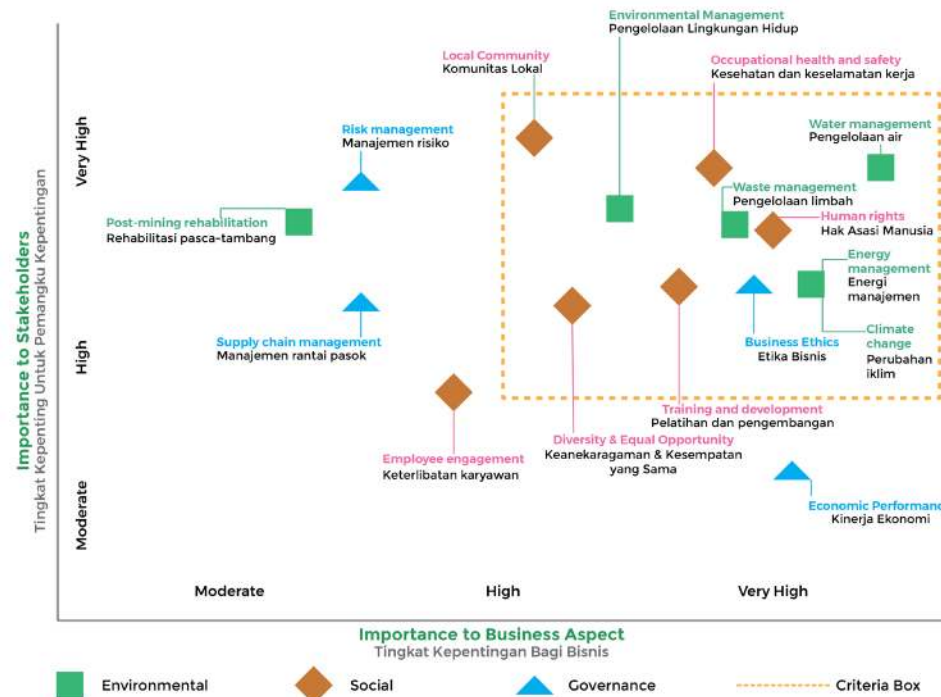 Environmental Management
Pengelolaan Lingkungan Hidup
Local Community
Komunitas Lokal
Occupational health and safety
Kesehatan dan keselamatan kerja
Very High
Risk management
Manajemen risiko
Water management
Pengelolaan air
Waste management
Pengelolaan limbah
Post-mining rehabilitation
Rehabilitasi pasca-tambang
Human rights
Hak Asasi Manusia
Energy
management
Energi
manajemen
Importance to Stakeholders
Tingkat Kepenting Untuk Pemangku Kepentingan
High
Supply chain management
Manajemen rantai pasok
Business Ethics
Etika Bisnis
Climate
change
Perubahan
iklim
Training and development
Pelatihan dan pengembangan
Diversity & Equal Opportunity
Keanekaragaman & Kesempatan
yang Sama
Employee engagement
Keterlibatan karyawan
Moderate
Economic Performance
Kinerja Ekonomi
Moderate
High
Very High
Importance to Business Aspect
Tingkat Kepentingan Bagi Bisnis
Environmental
Social
Governance
Criteria Box